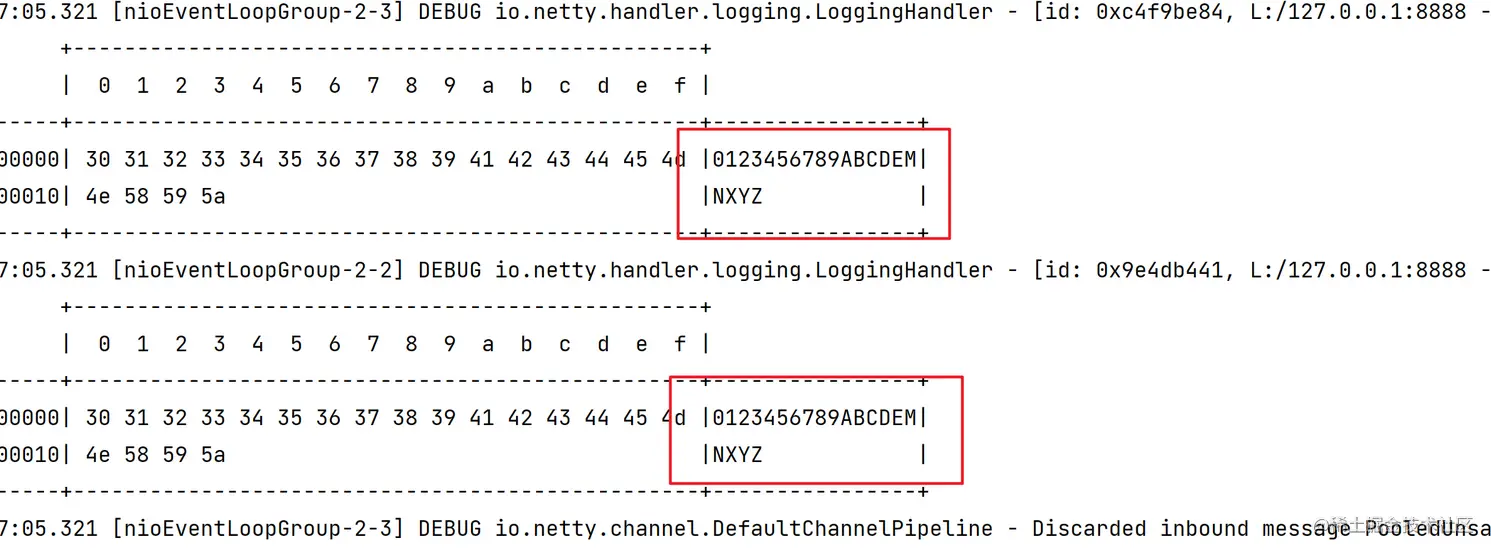 7:05.321 [nioEventLoopGroup-2-3] DEBUG io.netty.handler.logging.LoggingHandler - [id: 0xc4f9be84, L:/127.0.0.1:8888 -
+-------------------------------------------------+
|  0  1  2  3  4  5  6  7  8  9  a  b  c  d  e  f |
-----+-------------------------------------------------+----------------+
00000| 30 31 32 33 34 35 36 37 38 39 41 42 43 44 45 4d |0123456789ABCDEM|
00010| 4e 58 59 5a                                     |NXYZ            |
-----+-------------------------------------------------+----------------+
7:05.321 [nioEventLoopGroup-2-2] DEBUG io.netty.handler.logging.LoggingHandler - [id: 0x9e4db441, L:/127.0.0.1:8888 -
+-------------------------------------------------+
|  0  1  2  3  4  5  6  7  8  9  a  b  c  d  e  f |
-----+-------------------------------------------------+----------------+
00000| 30 31 32 33 34 35 36 37 38 39 41 42 43 44 45 4d |0123456789ABCDEM|
00010| 4e 58 59 5a                                     |NXYZ            |
-----+-------------------------------------------------+----------------+
7:05.321 [nioEventLoopGroup-2-3] DEBUG io.netty.channel.DefaultChannelPipeline - Discarded inbound message PooledUnsa
@稀土掘金技术社区